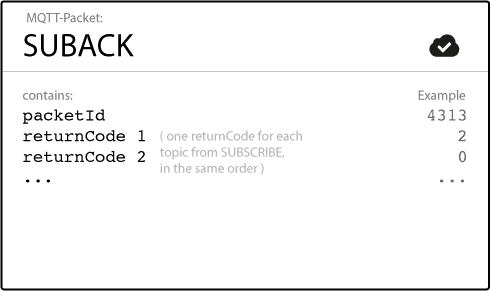 MQTT-Packet:
SUBACK
contains: Example
packetId 4313
returnCode 1 ( one returnCode for each 2
returnCode 2 topic from SUBSCRIBE, 0
in the same order )
... ...